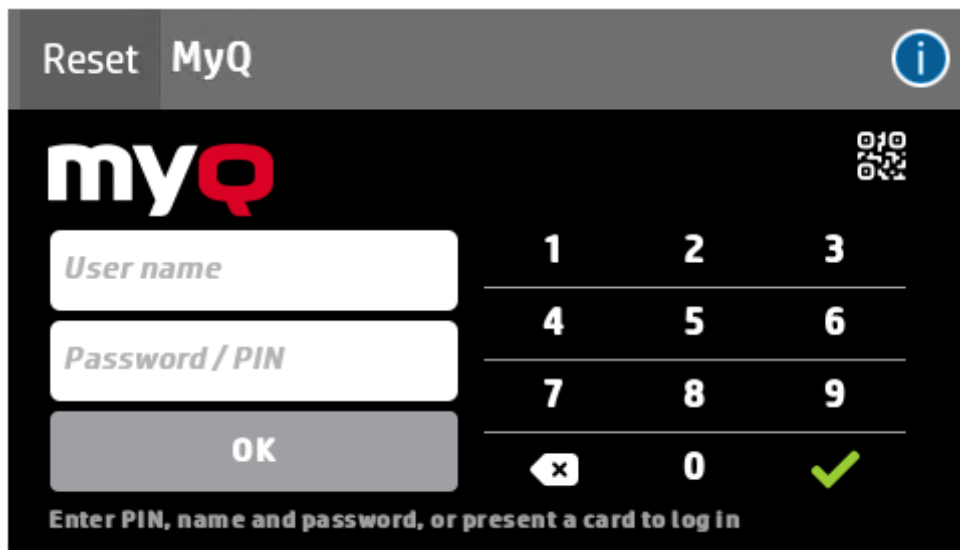 Reset MyQ
i
myQ
User name
Password / PIN
OK
1 2 3
4 5 6
7 8 9
0
Enter PIN, name and password, or present a card to log in